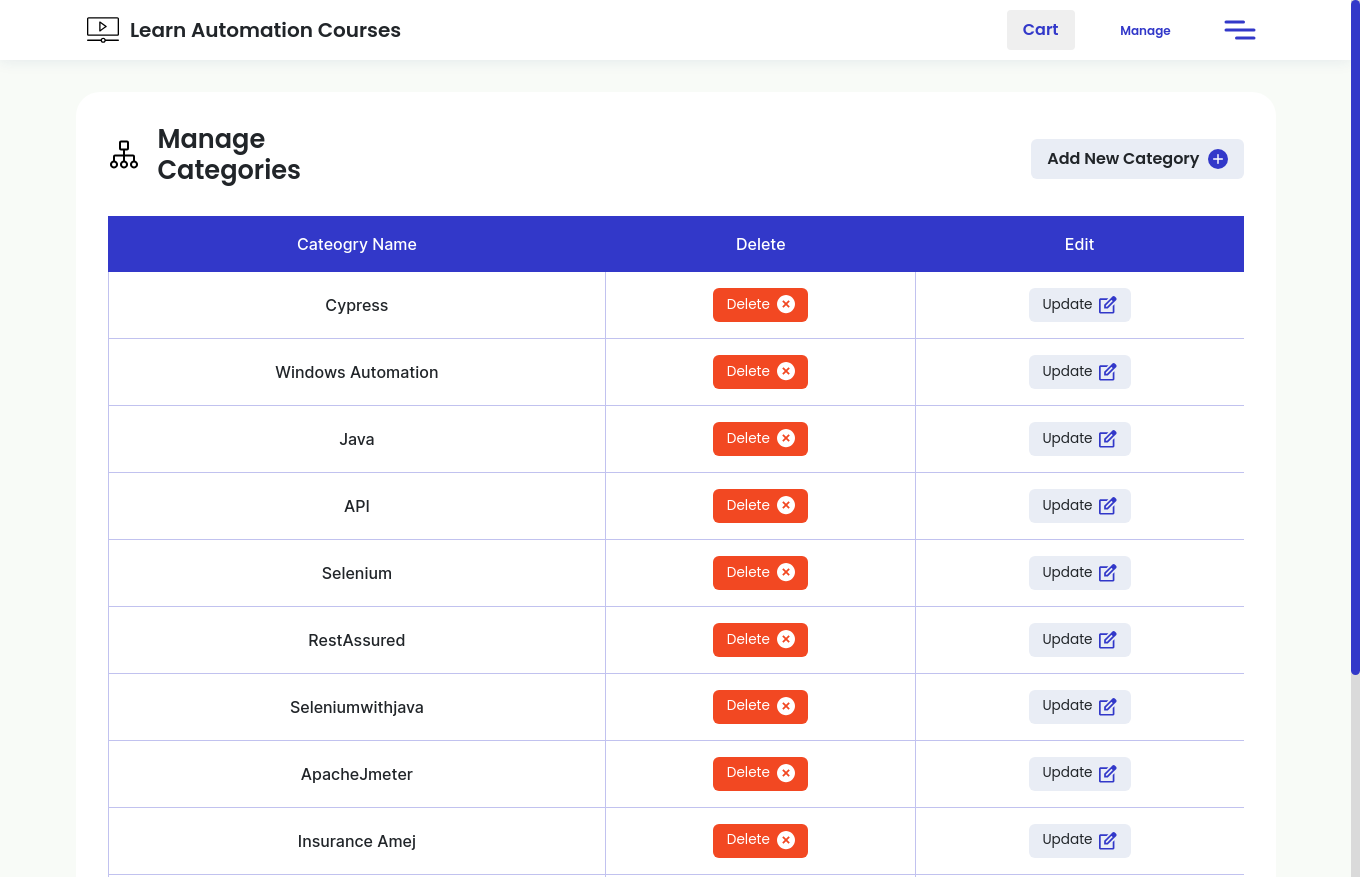 Learn Automation Courses
Cart
Manage
Manage
Categories
Add New Category
Cateogry Name Delete Edit
Cypress Delete Update
Windows Automation Delete Update
Java Delete Update
API Delete Update
Selenium Delete Update
RestAssured Delete Update
Seleniumwithjava Delete Update
ApacheJmeter Delete Update
Insurance Amej Delete Update